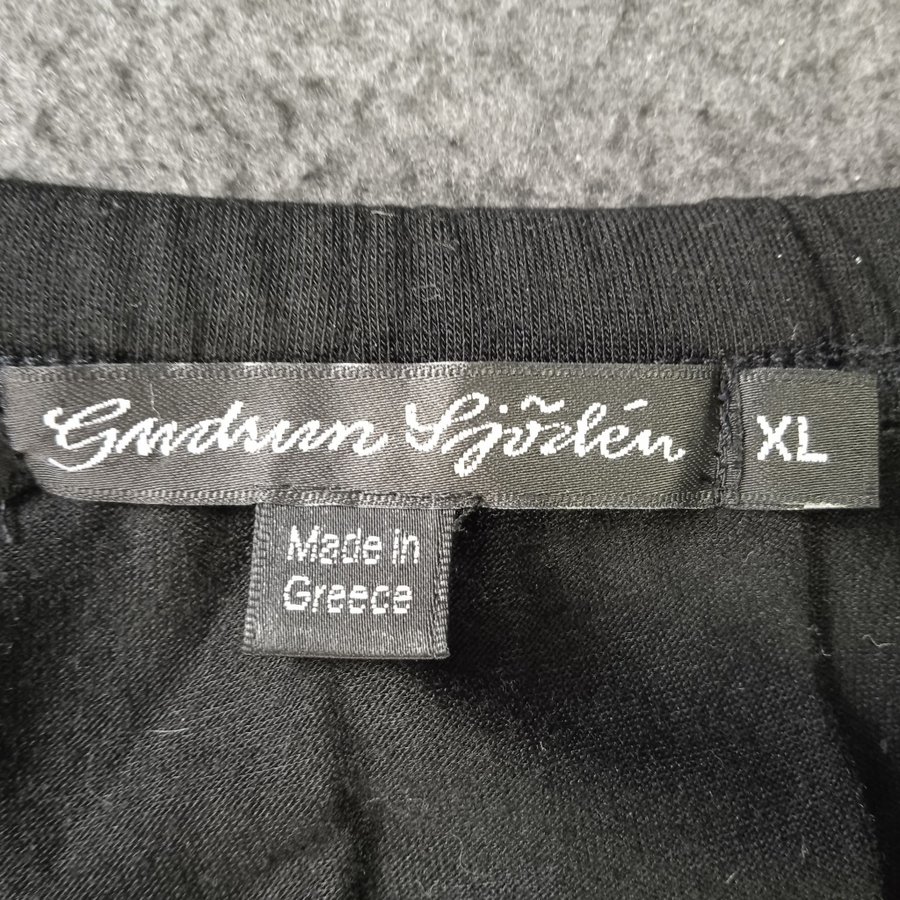 Gudrun Sjödén
XL
Made in
Greece